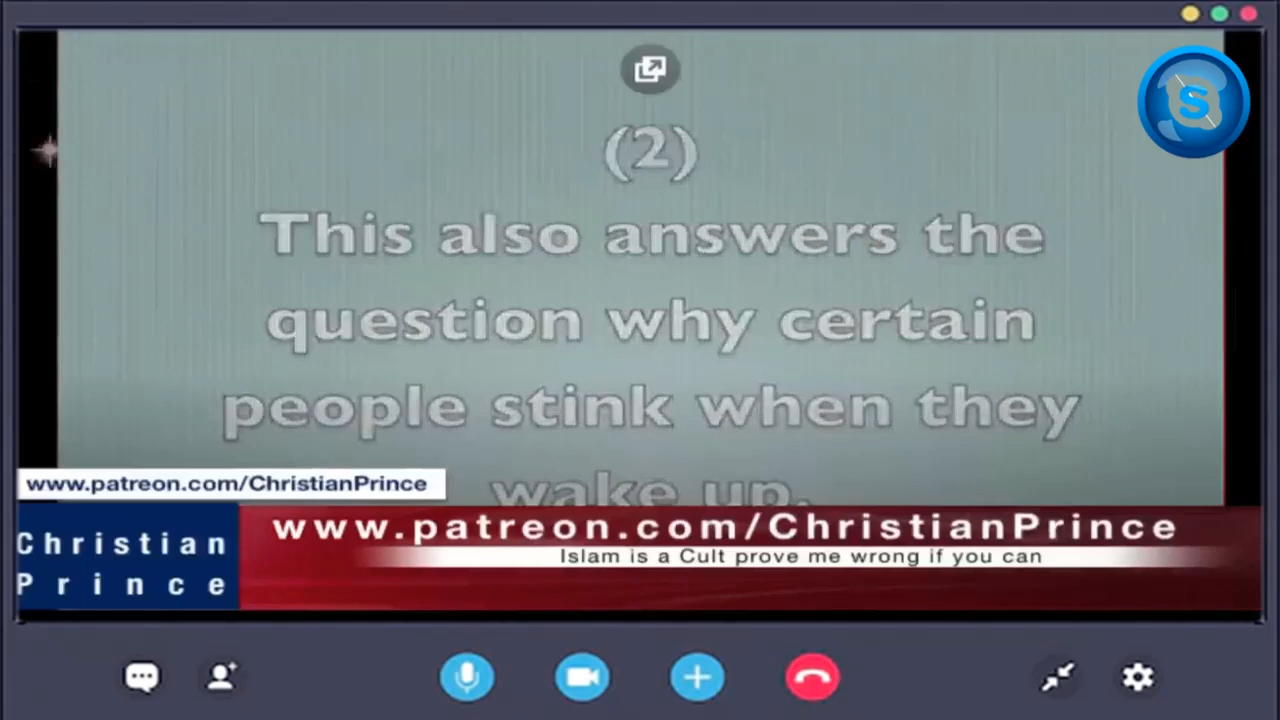 (2)
This also answers the
question why certain
people stink when they
wake up.
www.patreon.com/ChristianPrince
Christian
Prince
www.patreon.com/ChristianPrince
Islam is a Cult prove me wrong if you can
S